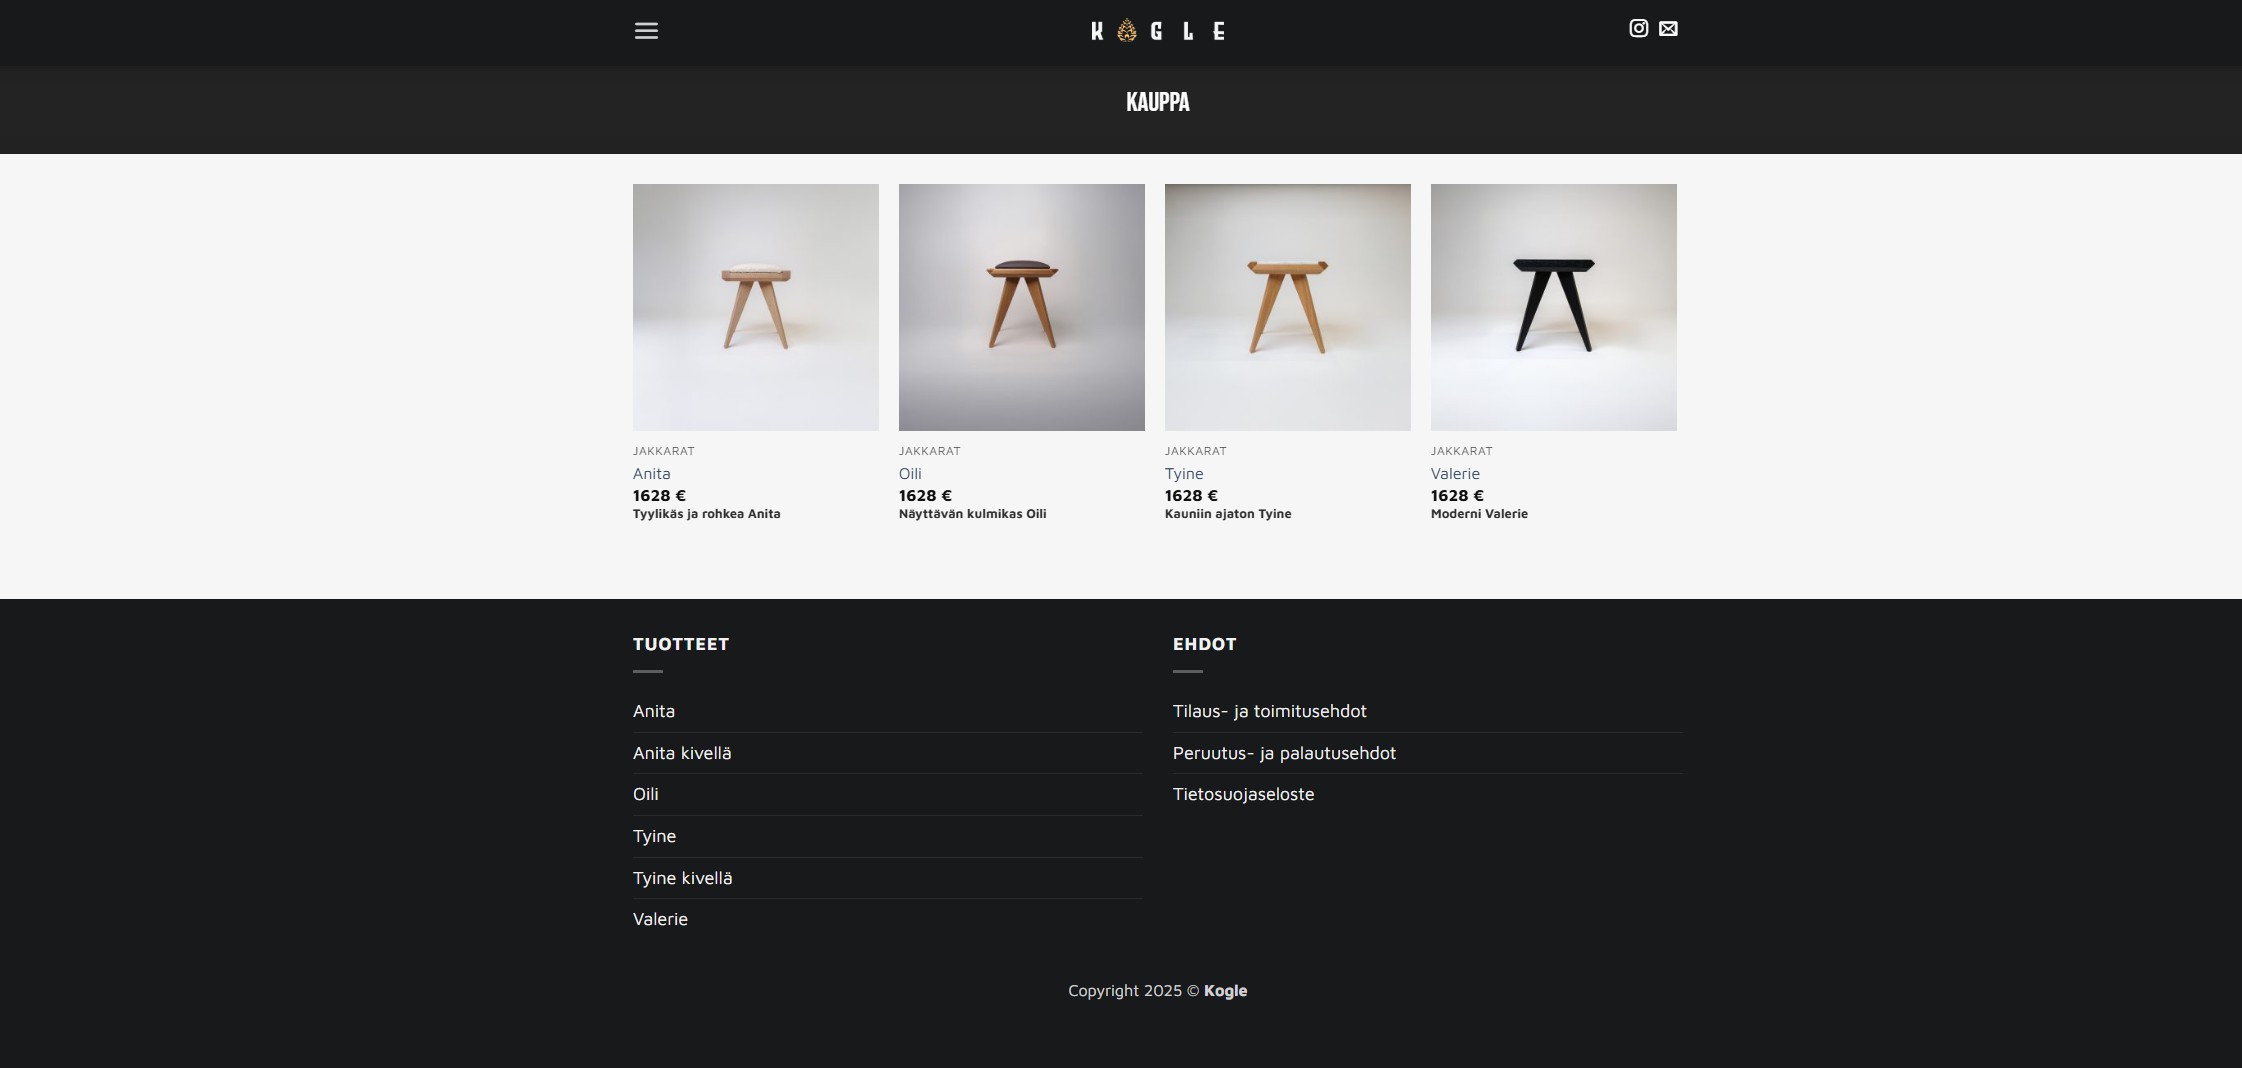 KOGLE
KAUPPA
JAKKARAT
Anita
1628 €
Tyylikäs ja rohkea Anita
JAKKARAT
Oili
1628 €
Näyttävän kulmikas Oili
JAKKARAT
Tyine
1628 €
Kauniin ajaton Tyine
JAKKARAT
Valerie
1628 €
Moderni Valerie
TUOTTEET
Anita
Anita kivellä
Oili
Tyine
Tyine kivellä
Valerie
EHDOT
Tilaus- ja toimitusehdot
Peruutus- ja palautusehdot
Tietosuojaseloste
Copyright 2025 © Kogle